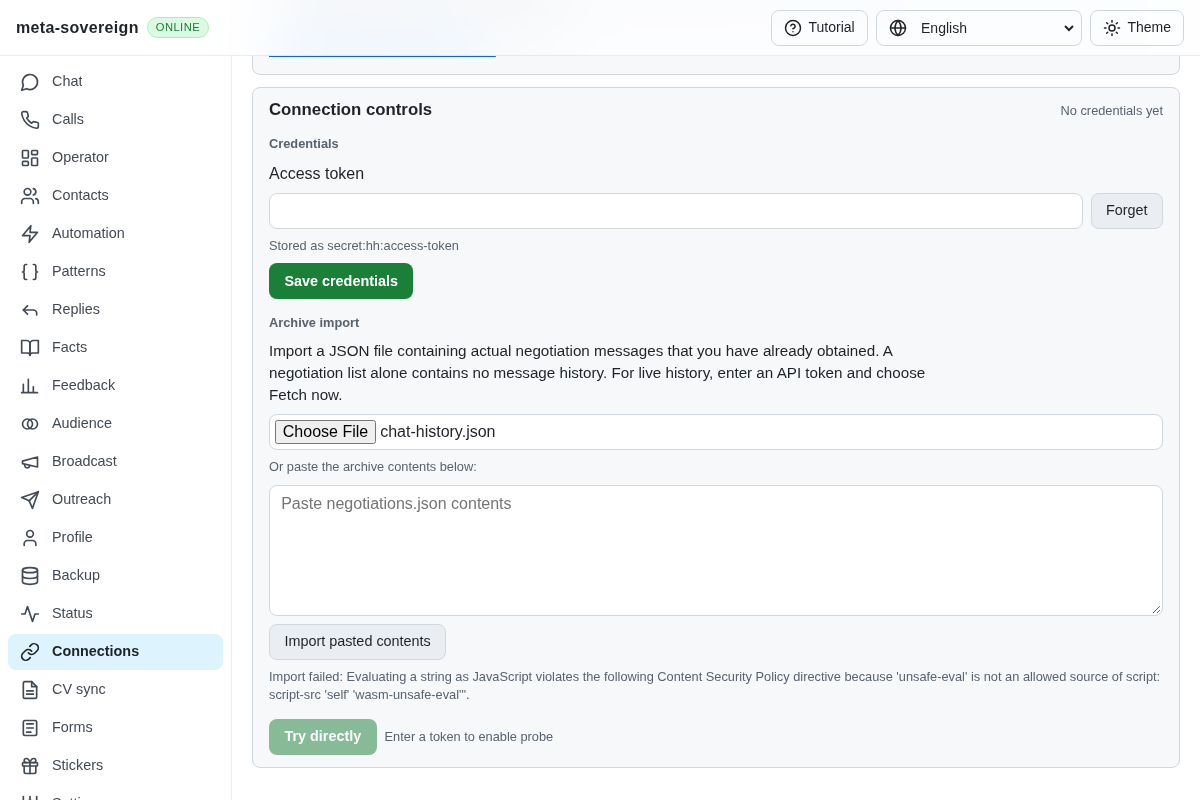 meta-sovereign
ONLINE
Tutorial
English
Theme
Chat
Calls
Operator
Contacts
Automation
Patterns
Replies
Facts
Feedback
Audience
Broadcast
Outreach
Profile
Backup
Status
Connections
CV sync
Forms
Stickers
Connection controls
No credentials yet
Credentials
Access token
Forget
Stored as secret:hh:access-token
Save credentials
Archive import
Import a JSON file containing actual negotiation messages that you have already obtained. A
negotiation list alone contains no message history. For live history, enter an API token and choose
Fetch now.
Choose File chat-history.json
Or paste the archive contents below:
Paste negotiations.json contents
Import pasted contents
Import failed: Evaluating a string as JavaScript violates the following Content Security Policy directive because 'unsafe-eval' is not an allowed source of script:
script-src 'self' 'wasm-unsafe-eval'".
Try directly
Enter a token to enable probe